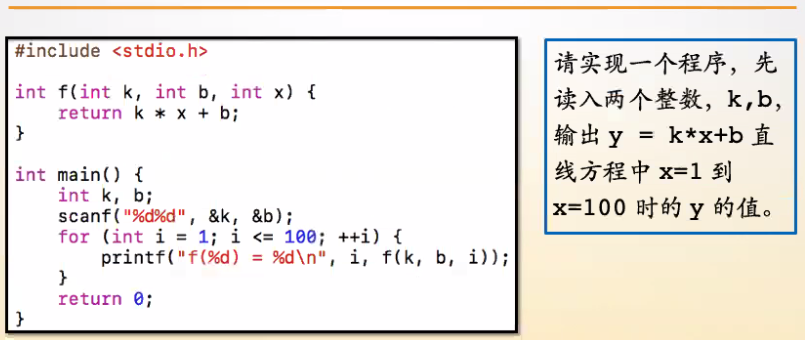 #include <stdio.h>
int f(int k, int b, int x) {
    return k * x + b;
}
int main() {
    int k, b;
    scanf("%d%d", &k, &b);
    for (int i = 1; i <= 100; ++i) {
        printf("f(%d) = %d\n", i, f(k, b, i));
    }
    return 0;
}
请实现一个程序，先
读入两个整数，k,b,
输出 y = k*x+b 直
线方程中 x=1 到
x=100 时的 y 的值。